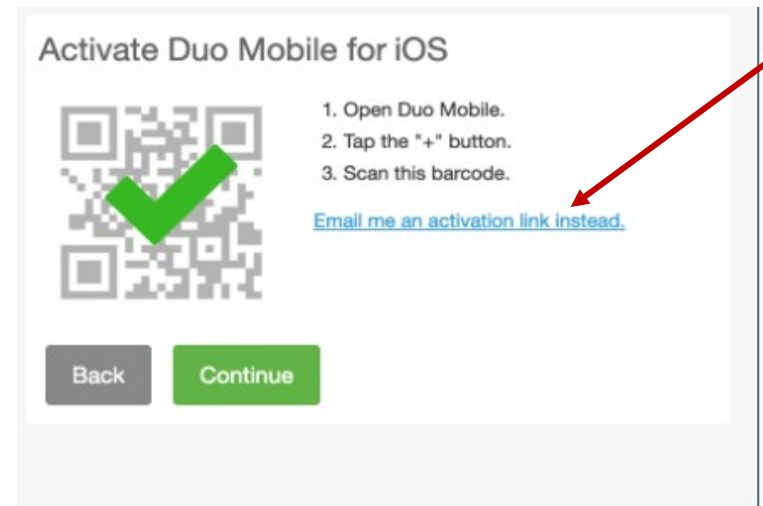 Activate Duo Mobile for iOS
1. Open Duo Mobile.
2. Tap the "+" button.
3. Scan this barcode.
Email me an activation link instead.
Back
Continue